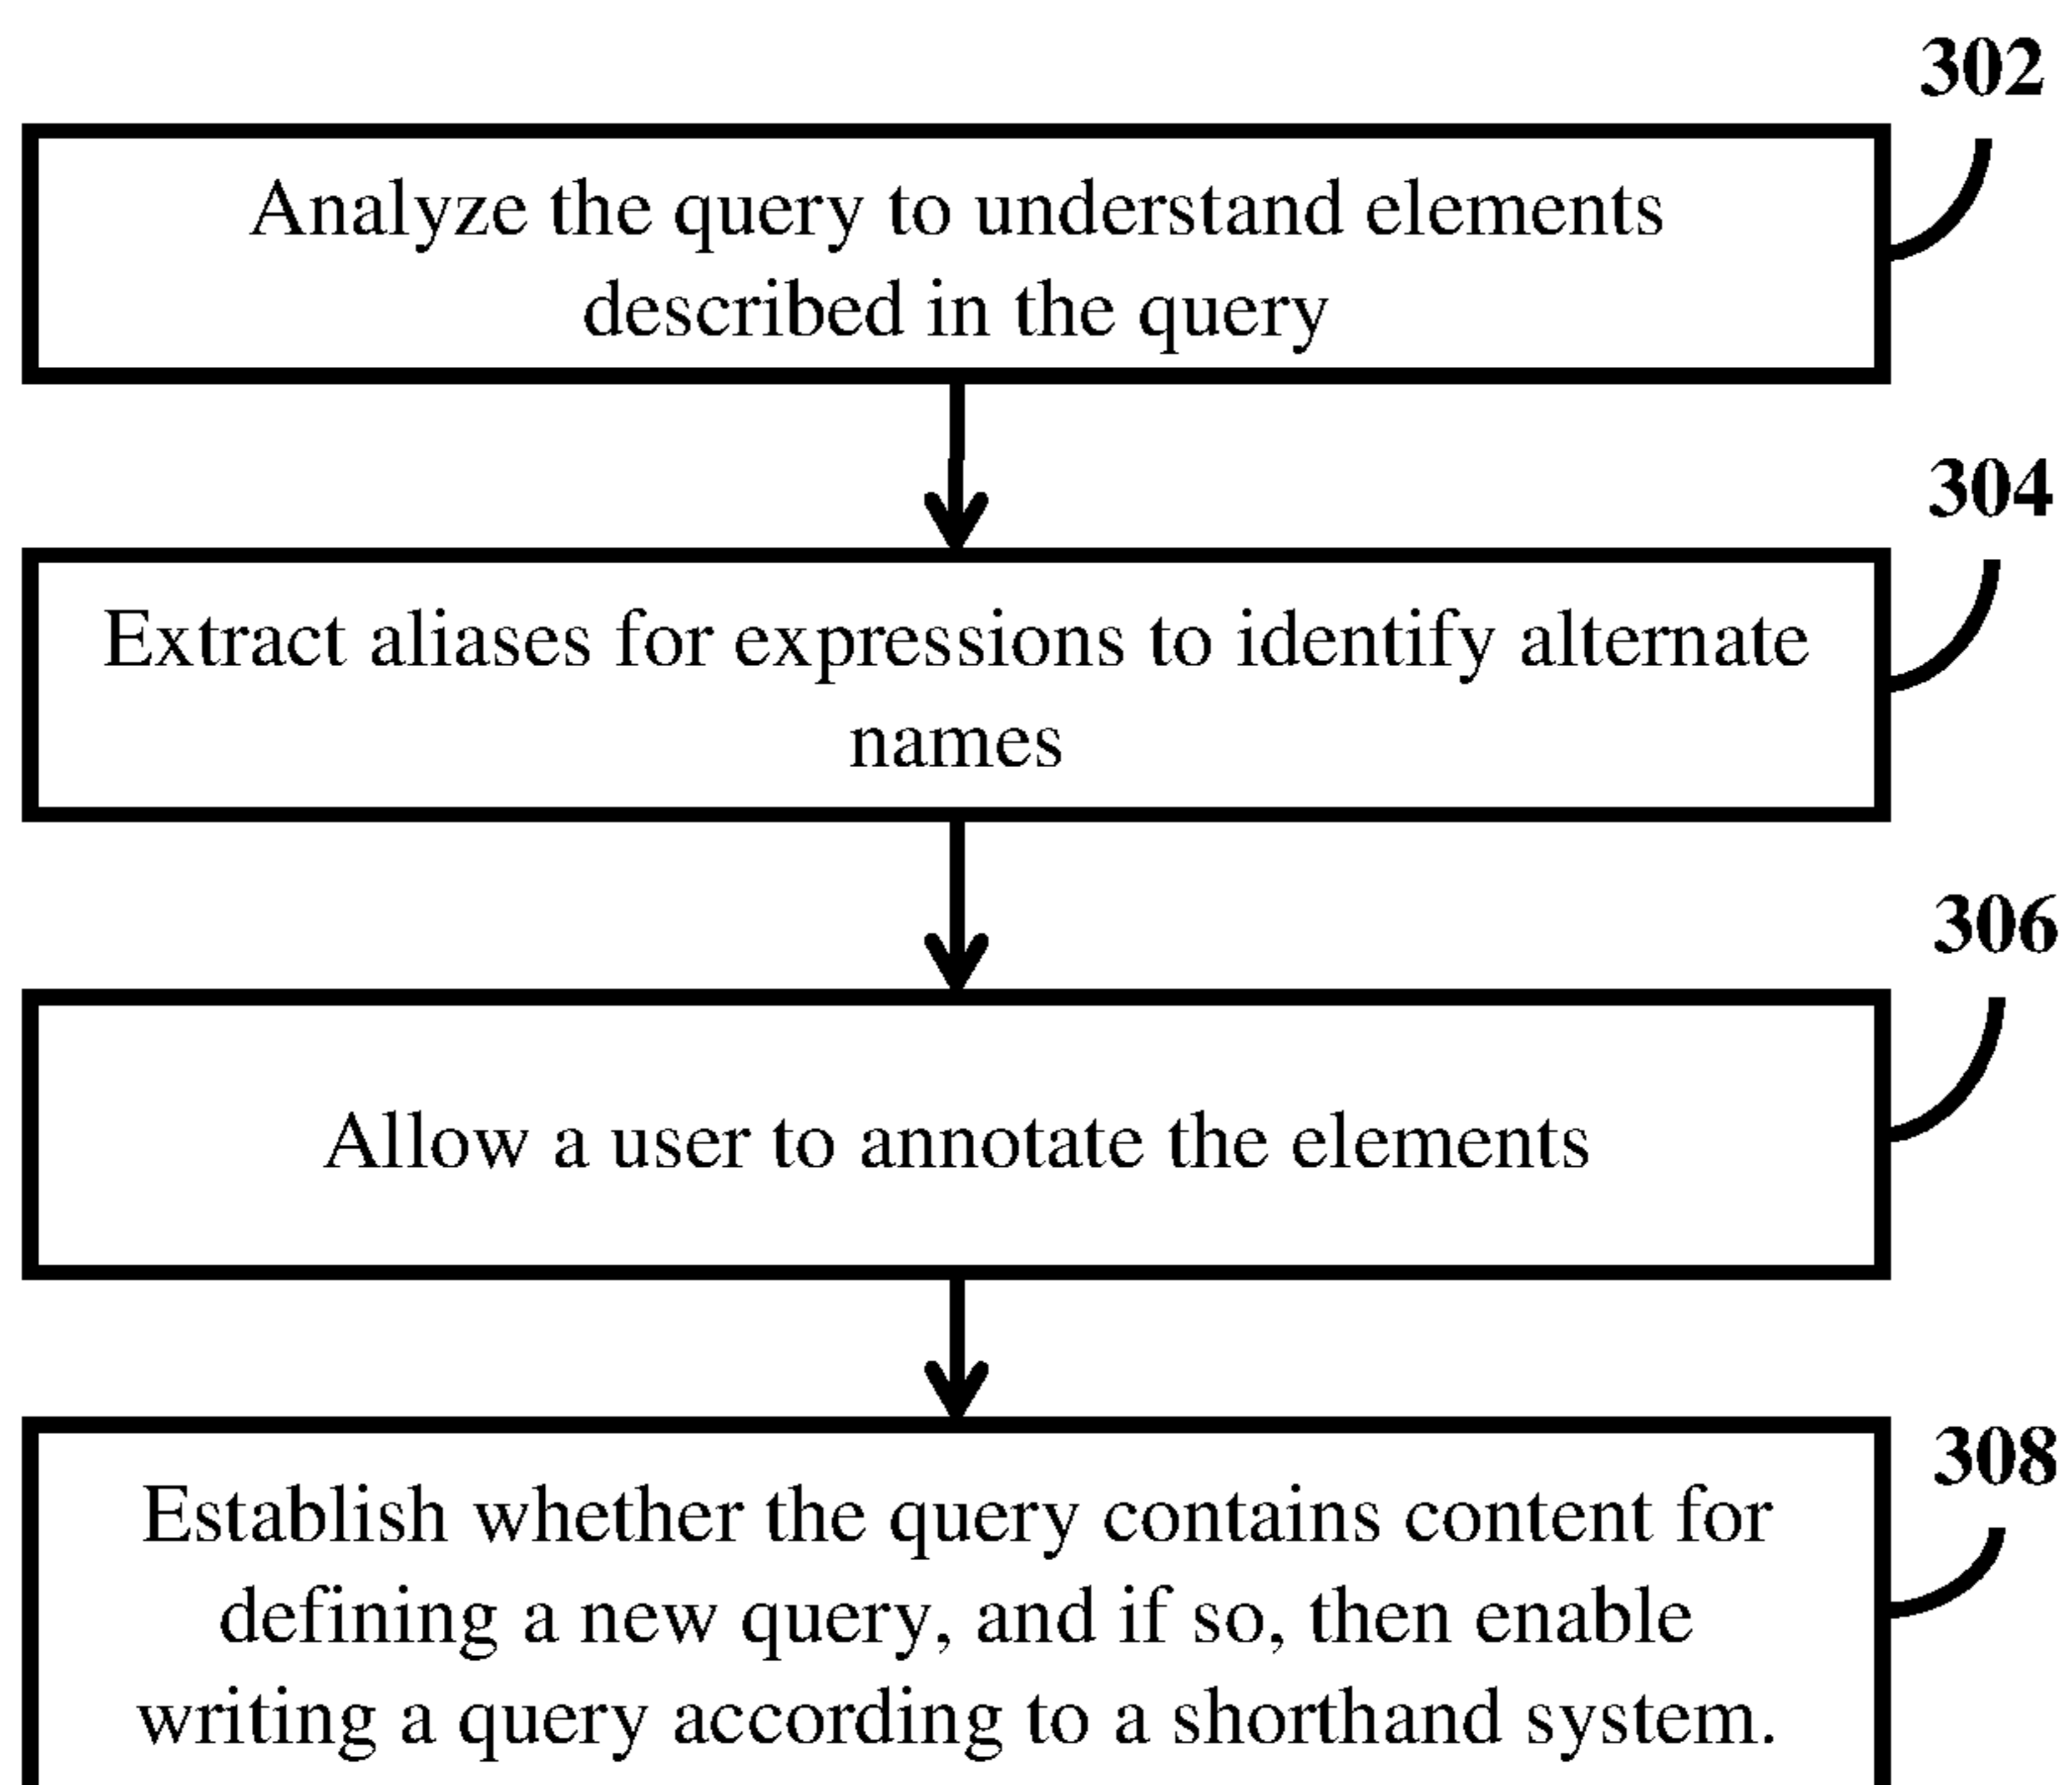 302
Analyze the query to understand elements
described in the query
304
Extract aliases for expressions to identify alternate
names
306
Allow a user to annotate the elements
308
Establish whether the query contains content for
defining a new query, and if so, then enable
writing a query according to a shorthand system.